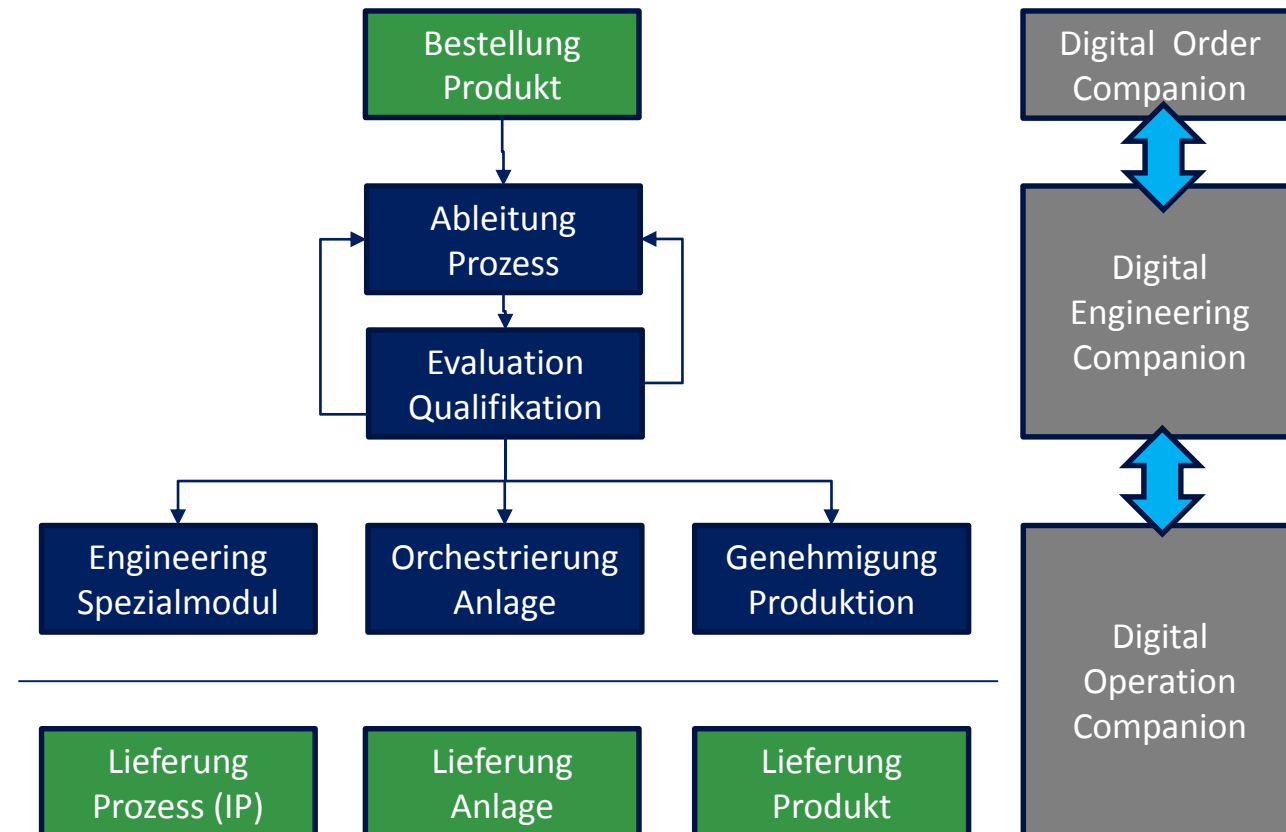 Bestellung
Produkt
Digital Order
Companion
Ableitung
Prozess
Digital
Engineering
Companion
Evaluation
Qualifikation
Engineering
Spezialmodul
Orchestrierung
Anlage
Genehmigung
Produktion
Digital
Operation
Companion
Lieferung
Prozess (IP)
Lieferung
Anlage
Lieferung
Produkt